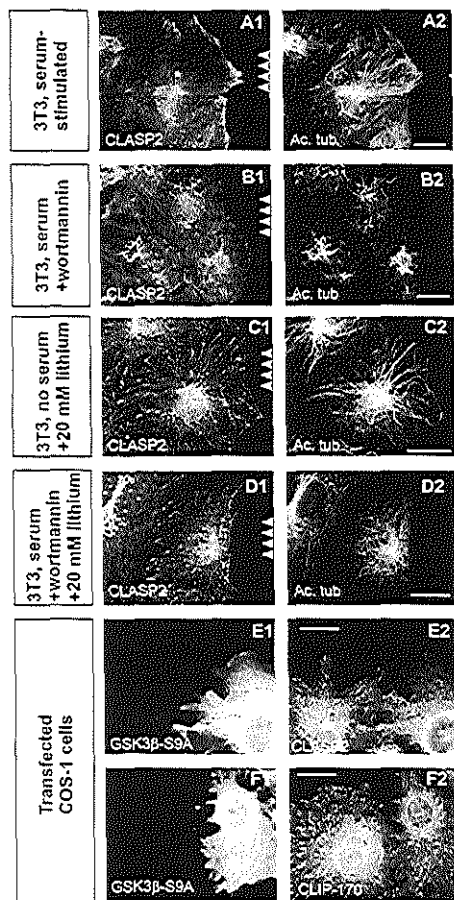 3T3, serum-
stimulated
A1
CLASP2
A2
Ac. tub
3T3, serum
+wortmannin
B1
CLASP2
B2
Ac. tub
3T3, no serum
+20 mM lithium
C1
CLASP2
C2
Ac. tub
3T3, serum
+wortmannin
+20 mM lithium
D1
CLASP2
D2
Ac. tub
Transfected
COS-1 cells
E1
GSK3β-S9A
E2
GSK3β-S9A
F2
CLIP-170